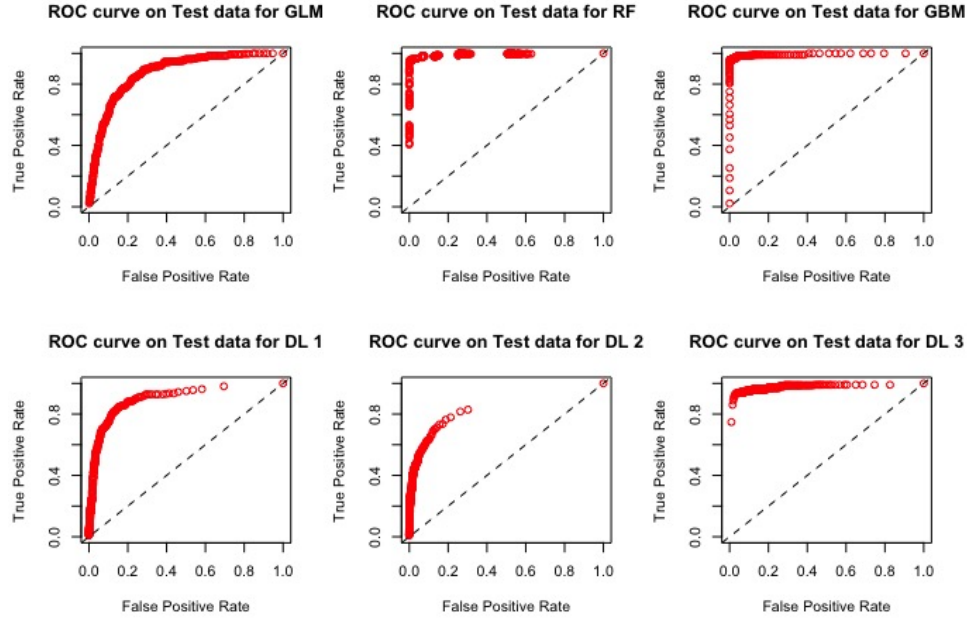 ROC curve on Test data for GLM
ROC curve on Test data for RF
ROC curve on Test data for GBM
True Positive Rate
0.0 0.4 0.8
0.0 0.2 0.4 0.6 0.8 1.0
False Positive Rate
True Positive Rate
0.0 0.4 0.8
0.0 0.2 0.4 0.6 0.8 1.0
False Positive Rate
True Positive Rate
0.0 0.4 0.8
0.0 0.2 0.4 0.6 0.8 1.0
False Positive Rate
ROC curve on Test data for DL 1
ROC curve on Test data for DL 2
ROC curve on Test data for DL 3
True Positive Rate
0.0 0.4 0.8
0.0 0.2 0.4 0.6 0.8 1.0
False Positive Rate
True Positive Rate
0.0 0.4 0.8
0.0 0.2 0.4 0.6 0.8 1.0
False Positive Rate
True Positive Rate
0.0 0.4 0.8
0.0 0.2 0.4 0.6 0.8 1.0
False Positive Rate